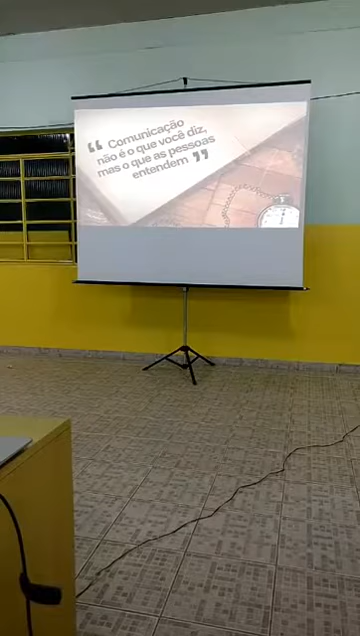 “ Comunicação
não é o que você diz,
mas o que as pessoas
entendem ”